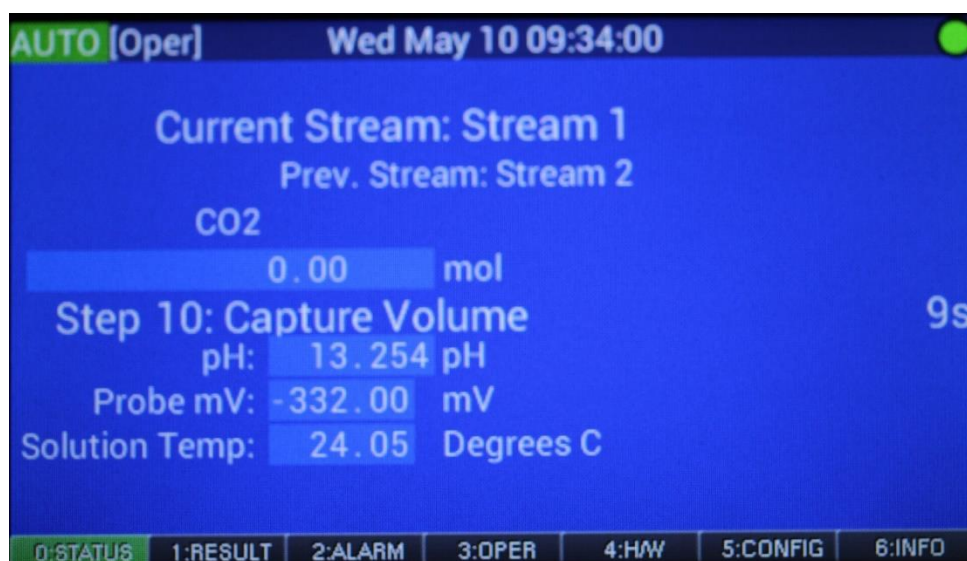 AUTO [Oper] Wed May 10 09:34:00
Current Stream: Stream 1
Prev. Stream: Stream 2
CO2
0.00 mol
Step 10: Capture Volume 9s
pH: 13.254 pH
Probe mV: -332.00 mV
Solution Temp: 24.05 Degrees C
0:STATUS 1:RESULT 2:ALARM 3:OPER 4:H/W 5:CONFIG 6:INFO